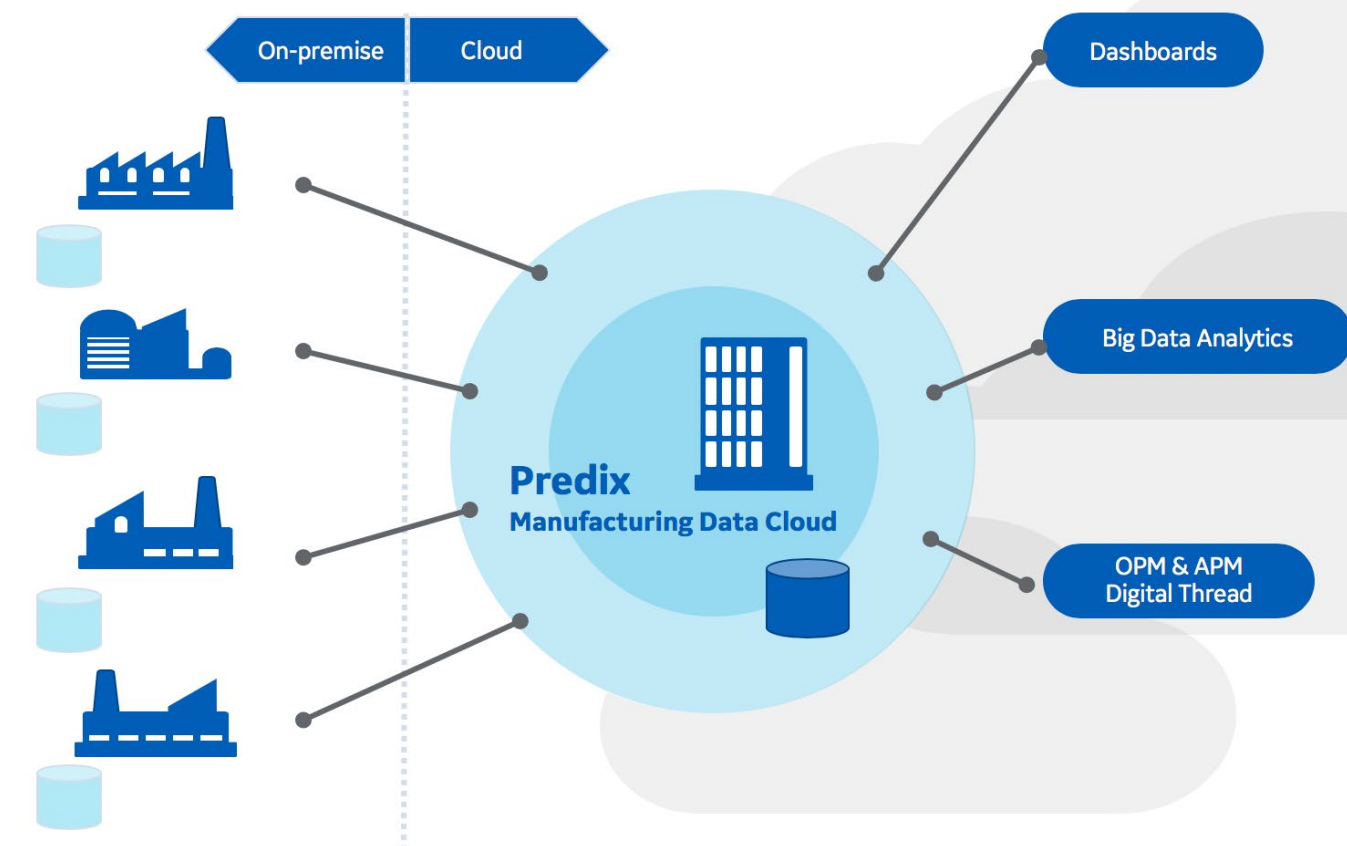 On-premise
Cloud
Dashboards
Big Data Analytics
Predix
Manufacturing Data Cloud
OPM & APM
Digital Thread